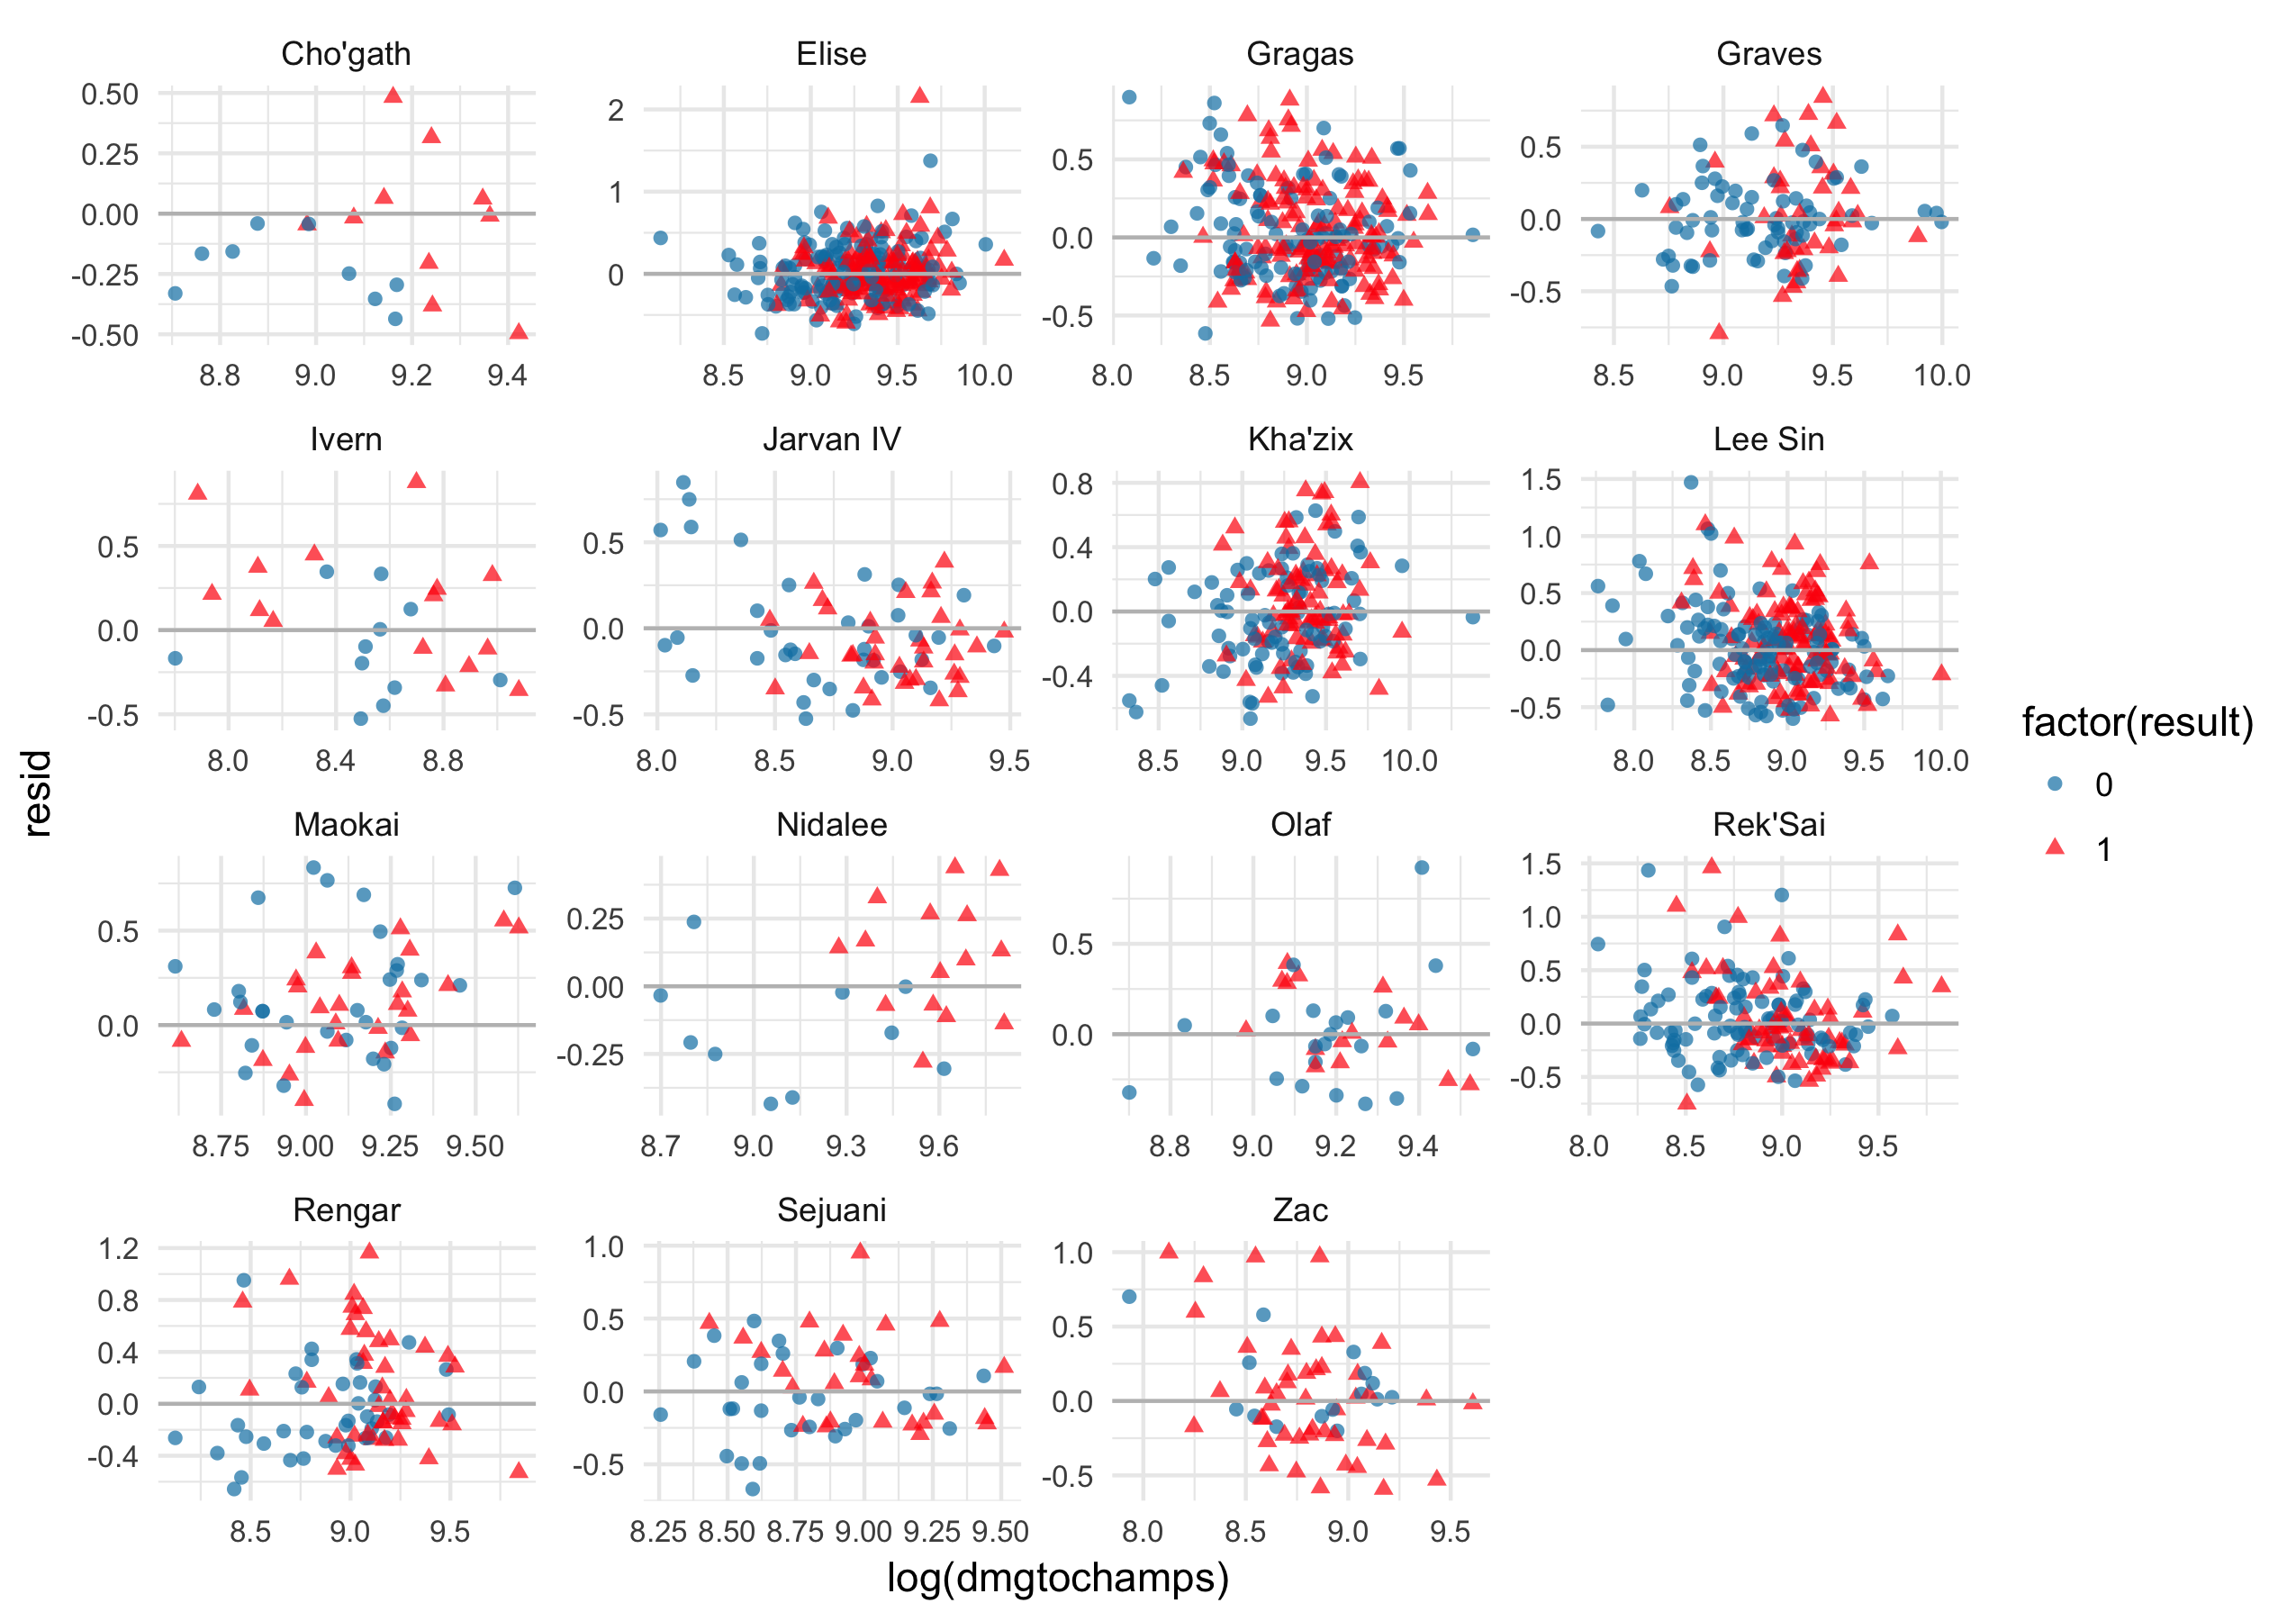 Cho'gath Elise Gragas Graves
0.50
0.25
0.00
-0.25
-0.50
8.8 9.0 9.2 9.4
2
1
0
8.5 9.0 9.5 10.0
0.5
0.0
-0.5
8.0 8.5 9.0 9.5
0.5
0.0
-0.5
8.5 9.0 9.5 10.0
Ivern Jarvan IV Kha'zix Lee Sin
0.5
0.0
-0.5
8.0 8.4 8.8
0.5
0.0
-0.5
8.0 8.5 9.0 9.5
0.8
0.4
0.0
-0.4
8.5 9.0 9.5 10.0
1.5
1.0
0.5
0.0
-0.5
8.0 8.5 9.0 9.5 10.0
Maokai Nidalee Olaf Rek'Sai
0.5
0.0
8.75 9.00 9.25 9.50
0.25
0.00
-0.25
8.7 9.0 9.3 9.6
0.5
0.0
8.8 9.0 9.2 9.4
1.5
1.0
0.5
0.0
-0.5
8.0 8.5 9.0 9.5
Rengar Sejuani Zac
1.2
0.8
0.4
0.0
-0.4
8.5 9.0 9.5
1.0
0.5
0.0
-0.5
8.25 8.50 8.75 9.00 9.25 9.50
1.0
0.5
0.0
-0.5
8.0 8.5 9.0 9.5
resid
log(dmgtochamps)
factor(result)
0
1